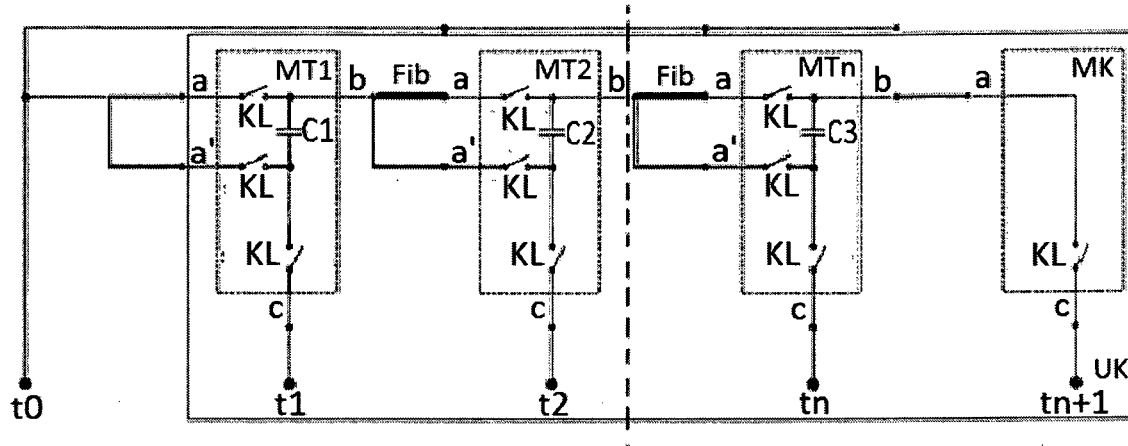 MT1 MT2 MTn MK
a b Fib a b Fib a b a
KL KL KL
C1 C2 C3
a' a' a'
KL KL KL
KL KL KL KL
c c c c
UK
t0 t1 t2 tn tn+1